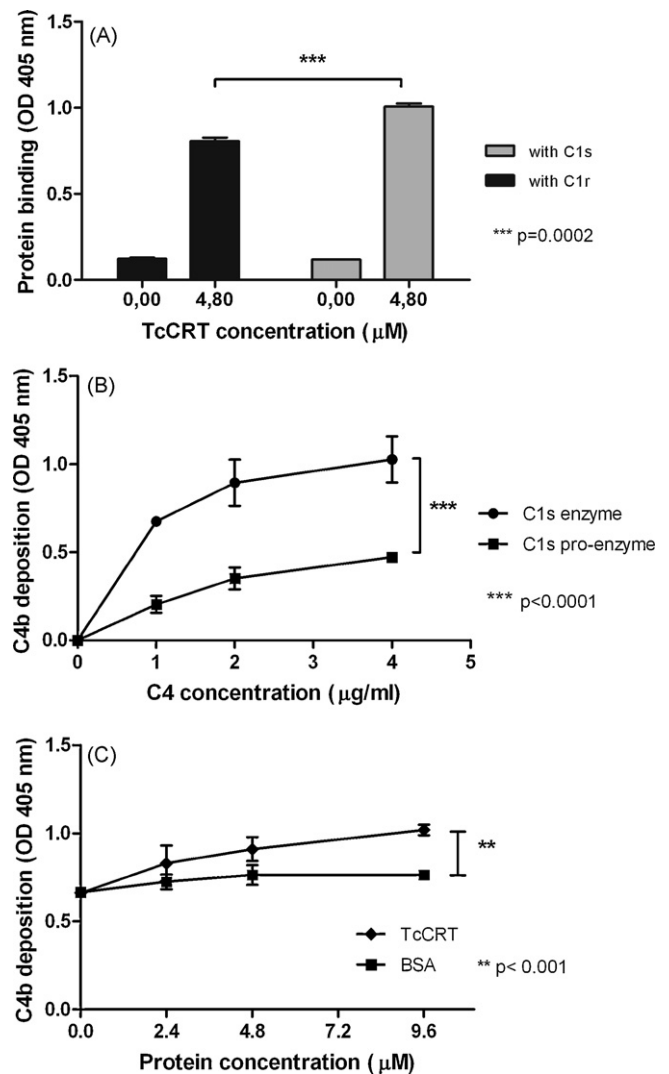 (A)
***
1.5
1.0
0.5
0.0
Protein binding (OD 405 nm)
0,00 4,80 0,00 4,80
TcCRT concentration (μM)
with C1s
with C1r
*** p=0.0002
(B)
1.5
1.0
0.5
0.0
C4b deposition (OD 405 nm)
***
0 1 2 3 4 5
C4 concentration (μg/ml)
C1s enzyme
C1s pro-enzyme
*** p<0.0001
(C)
1.5
1.0
0.5
0.0
C4b deposition (OD 405 nm)
**
TcCRT
BSA
** p< 0.001
0.0 2.4 4.8 7.2 9.6
Protein concentration (μM)